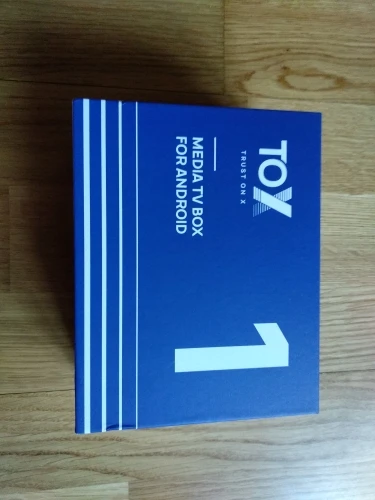 TOX
TRUST ON X
MEDIA TV BOX
FOR ANDROID
1